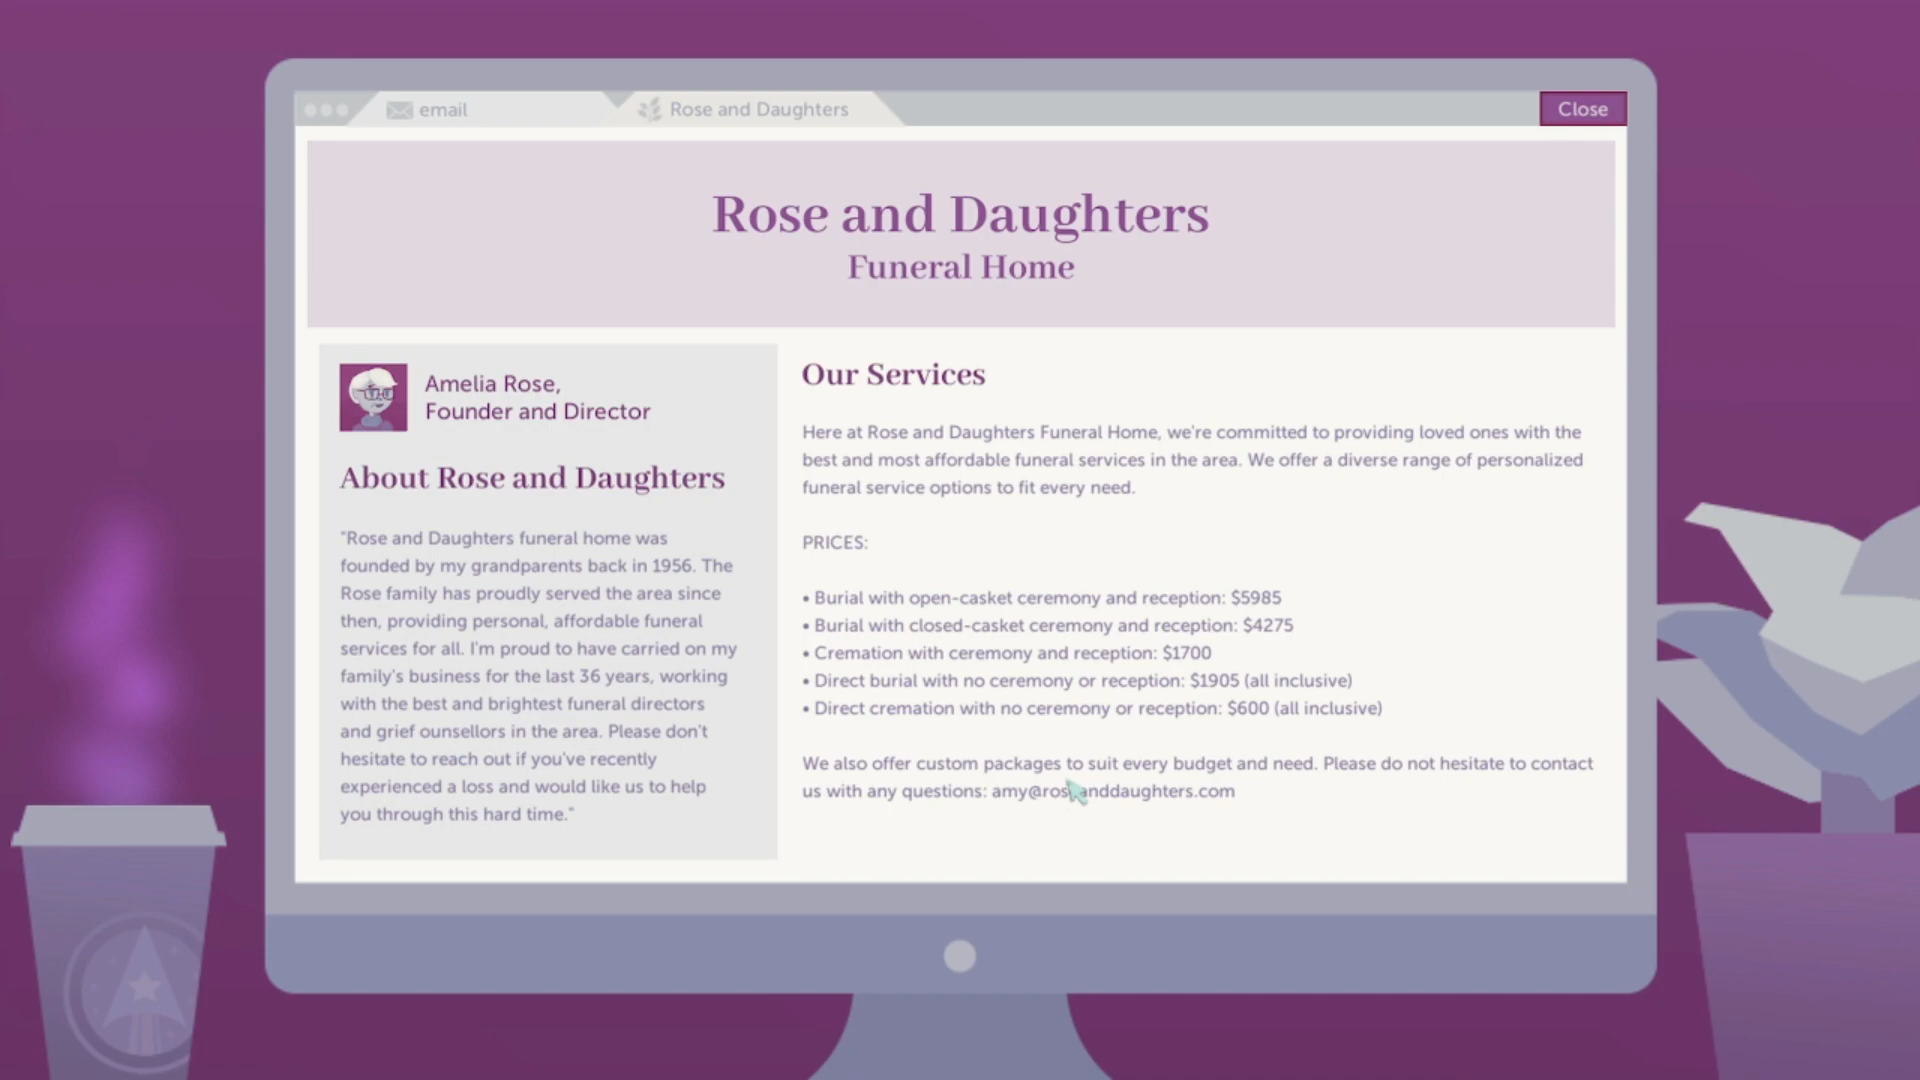 email
Rose and Daughters
Close
Rose and Daughters
Funeral Home
Amelia Rose,
Founder and Director
About Rose and Daughters
"Rose and Daughters funeral home was
founded by my grandparents back in 1956. The
Rose family has proudly served the area since
then, providing personal, affordable funeral
services for all. I'm proud to have carried on my
family's business for the last 36 years, working
with the best and brightest funeral directors
and grief ounsellors in the area. Please don't
hesitate to reach out if you've recently
experienced a loss and would like us to help
you through this hard time."
Our Services
Here at Rose and Daughters Funeral Home, we're committed to providing loved ones with the
best and most affordable funeral services in the area. We offer a diverse range of personalized
funeral service options to fit every need.
PRICES:
• Burial with open-casket ceremony and reception: $5985
• Burial with closed-casket ceremony and reception: $4275
• Cremation with ceremony and reception: $1700
• Direct burial with no ceremony or reception: $1905 (all inclusive)
• Direct cremation with no ceremony or reception: $600 (all inclusive)
We also offer custom packages to suit every budget and need. Please do not hesitate to contact
us with any questions: amy@roseanddaughters.com